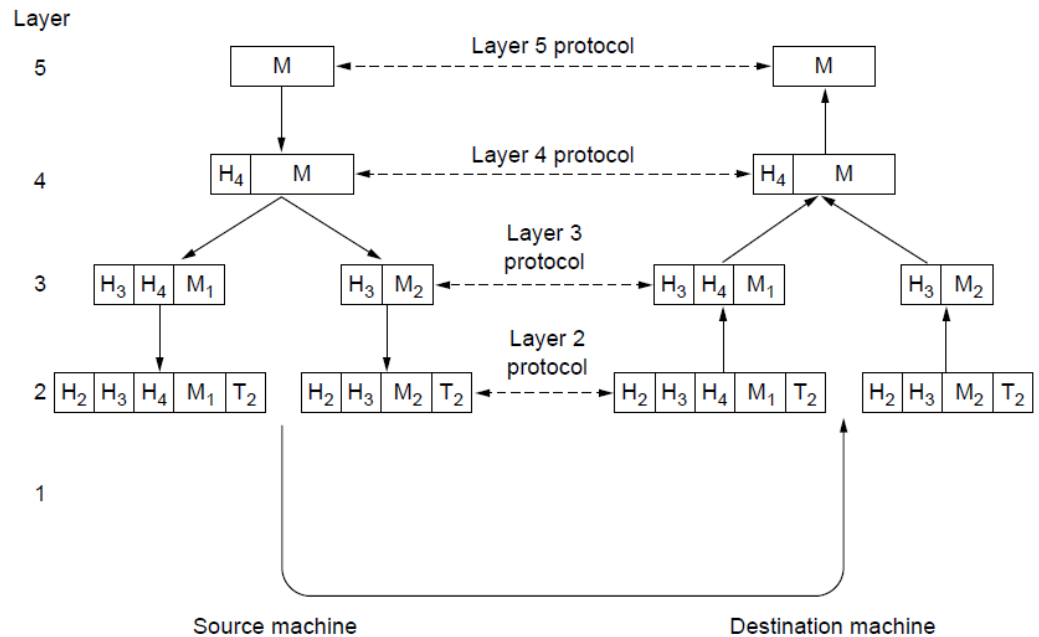 Layer
5 M Layer 5 protocol M
4 H₄ M Layer 4 protocol H₄ M
Layer 3
protocol
3 H₃ H₄ M₁ H₃ M₂ H₃ H₄ M₁ H₃ M₂
Layer 2
protocol
2 H₂ H₃ H₄ M₁ T₂ H₂ H₃ M₂ T₂ H₂ H₃ H₄ M₁ T₂ H₂ H₃ M₂ T₂
1
Source machine Destination machine